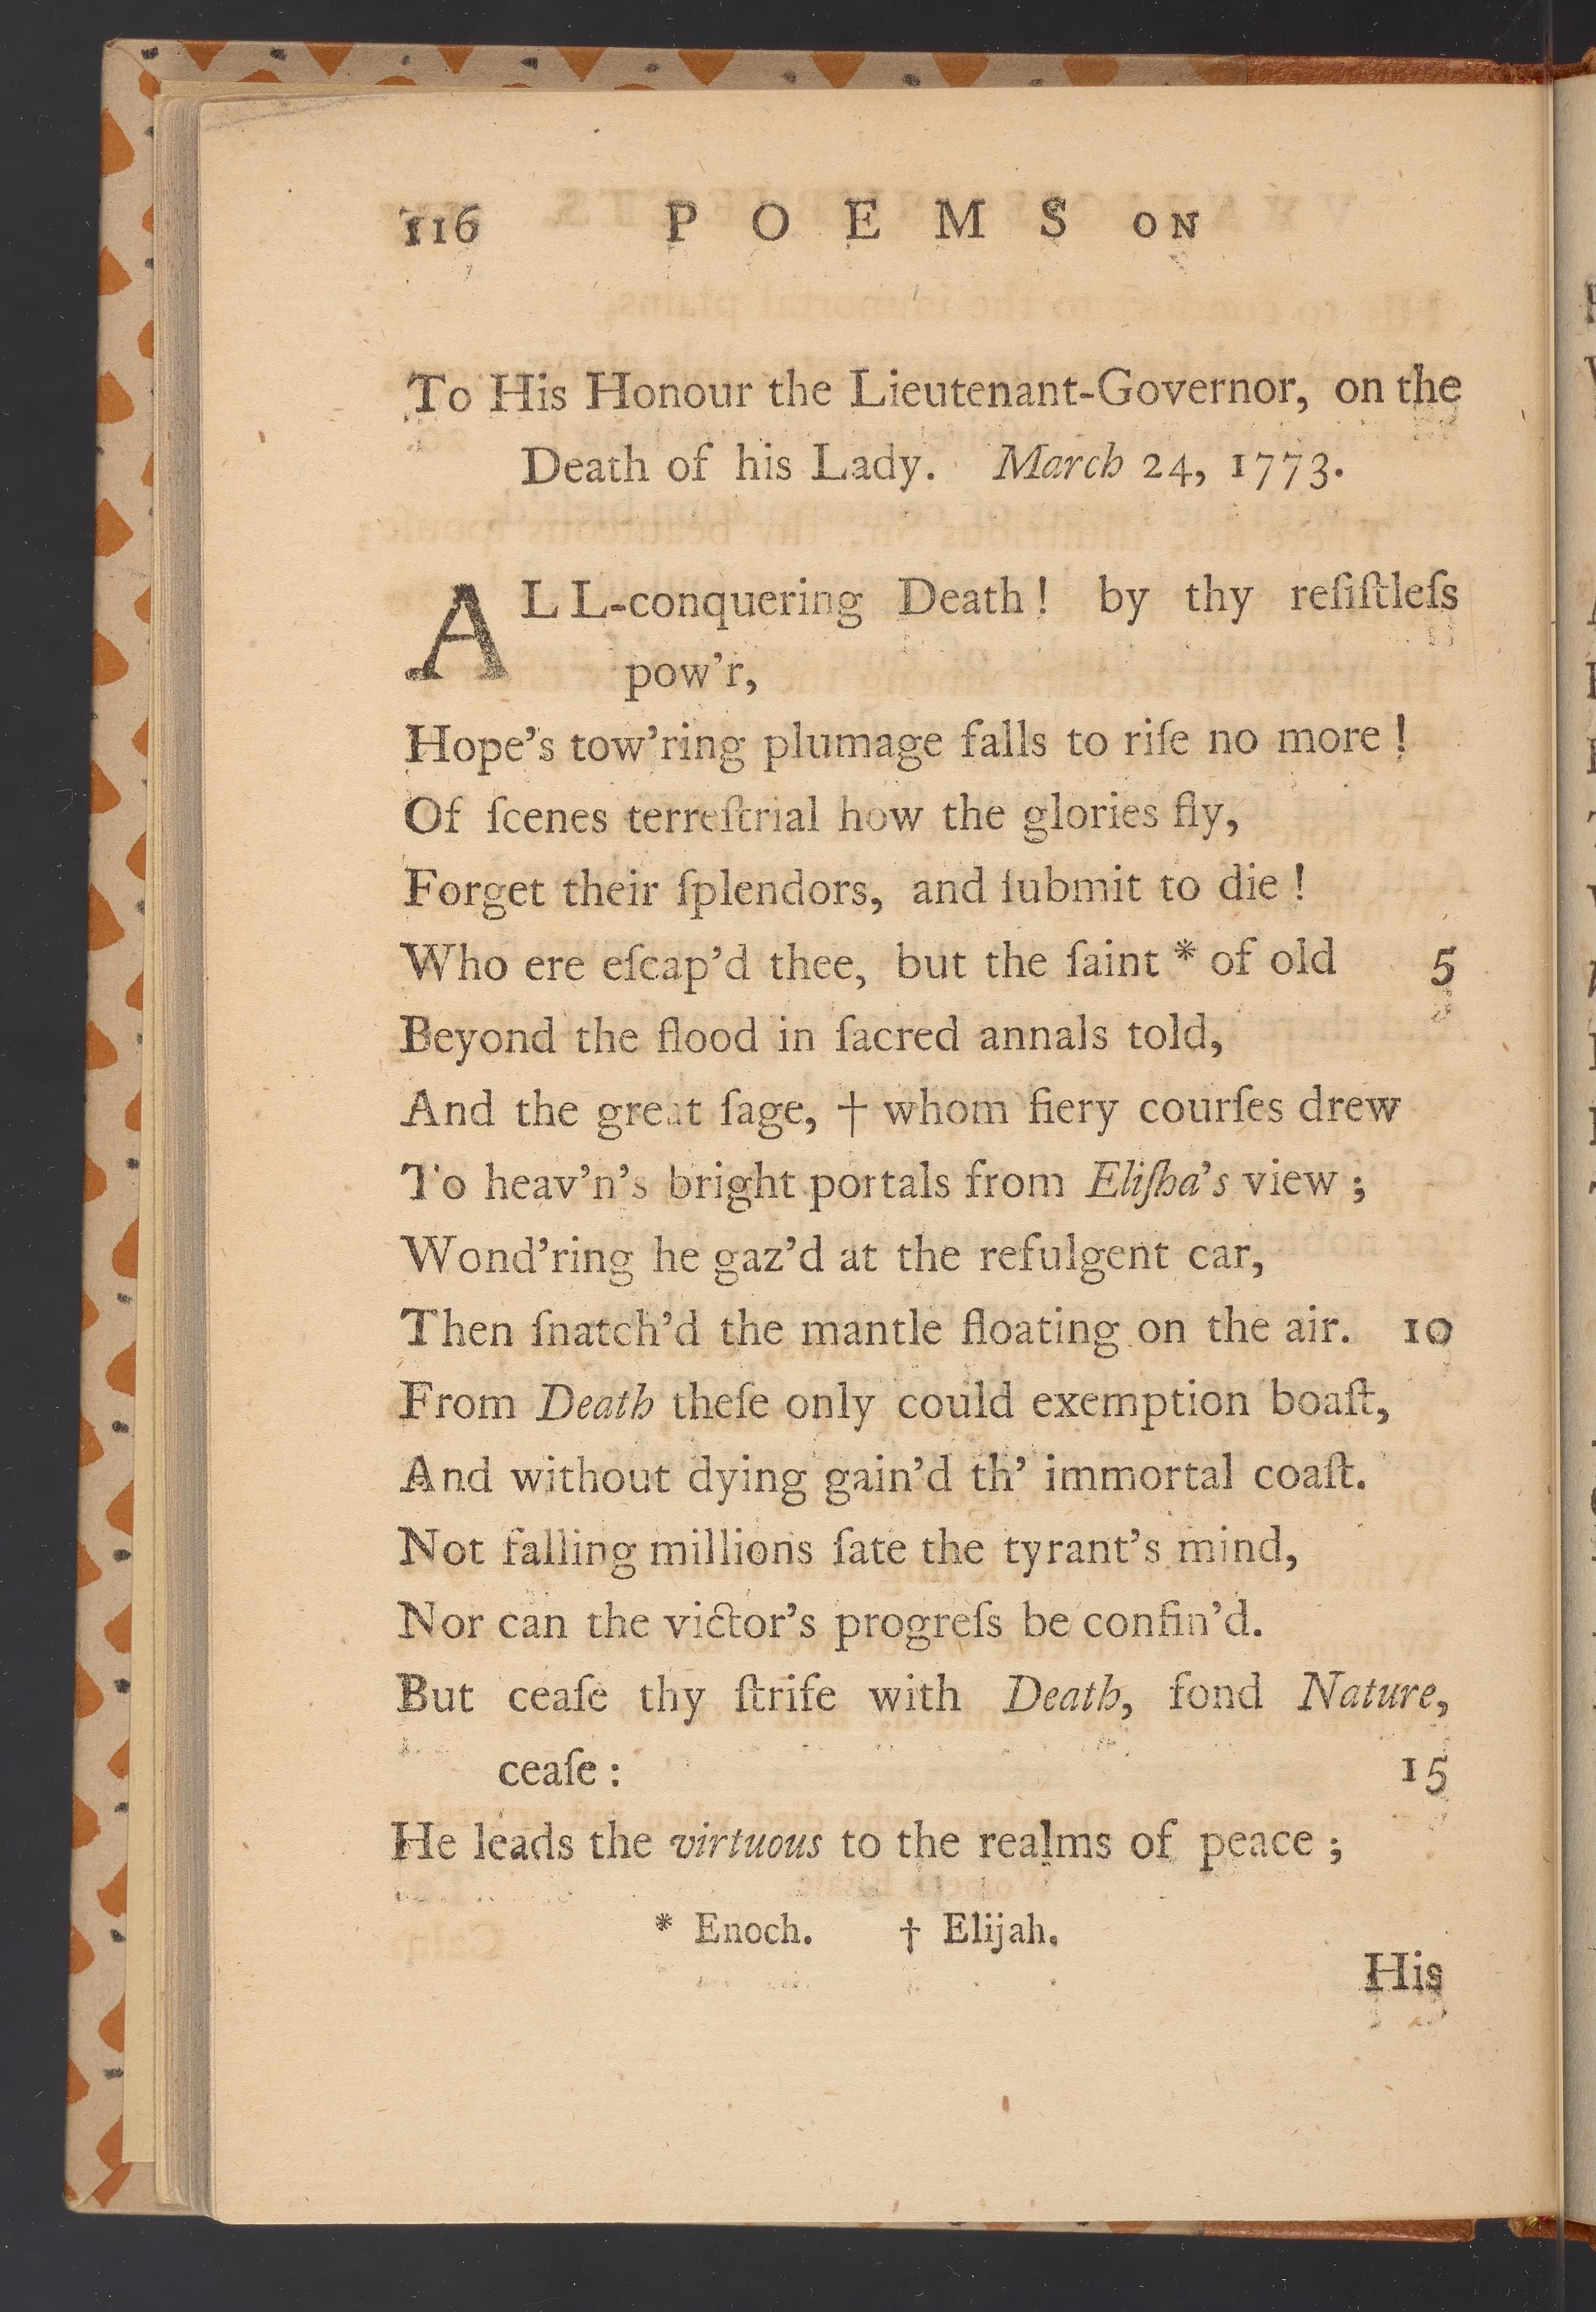 116 POEMS ON
To His Honour the Lieutenant-Governor, on the
Death of his Lady. March 24, 1773.
ALL-conquering Death! by thy reſiſtleſs
pow'r,
Hope's tow'ring plumage falls to riſe no more!
Of ſcenes terreſtrial how the glories fly,
Forget their ſplendors, and ſubmit to die!
Who ere eſcap'd thee, but the ſaint * of old 5
Beyond the flood in ſacred annals told,
And the great ſage, † whom fiery courſes drew
To heav'n's bright portals from Eliſha's view;
Wond'ring he gaz'd at the refulgent car,
Then ſnatch'd the mantle floating on the air. 10
From Death theſe only could exemption boaſt,
And without dying gain'd th' immortal coaſt.
Not falling millions ſate the tyrant's mind,
Nor can the victor's progreſs be confin'd.
But ceaſe thy ſtrife with Death, fond Nature,
ceaſe: 15
He leads the virtuous to the realms of peace;
* Enoch. † Elijah.
His